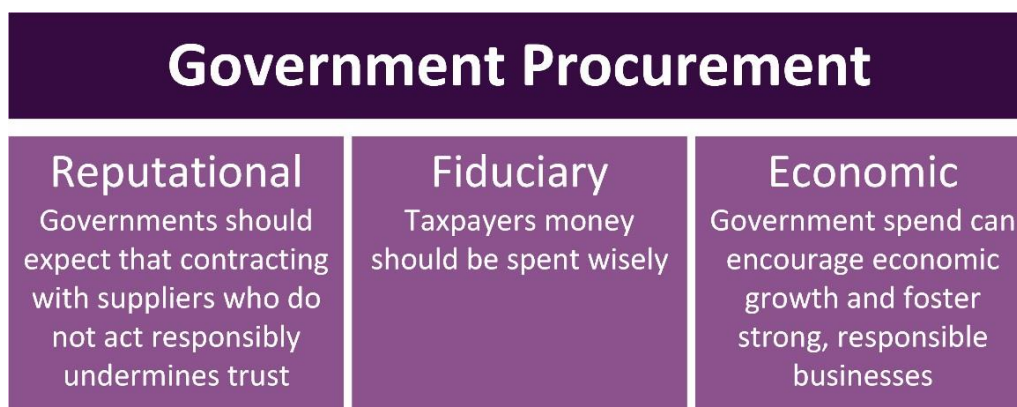 Government Procurement
Reputational
Governments should
expect that contracting
with suppliers who do
not act responsibly
undermines trust
Fiduciary
Taxpayers money
should be spent wisely
Economic
Government spend can
encourage economic
growth and foster
strong, responsible
businesses